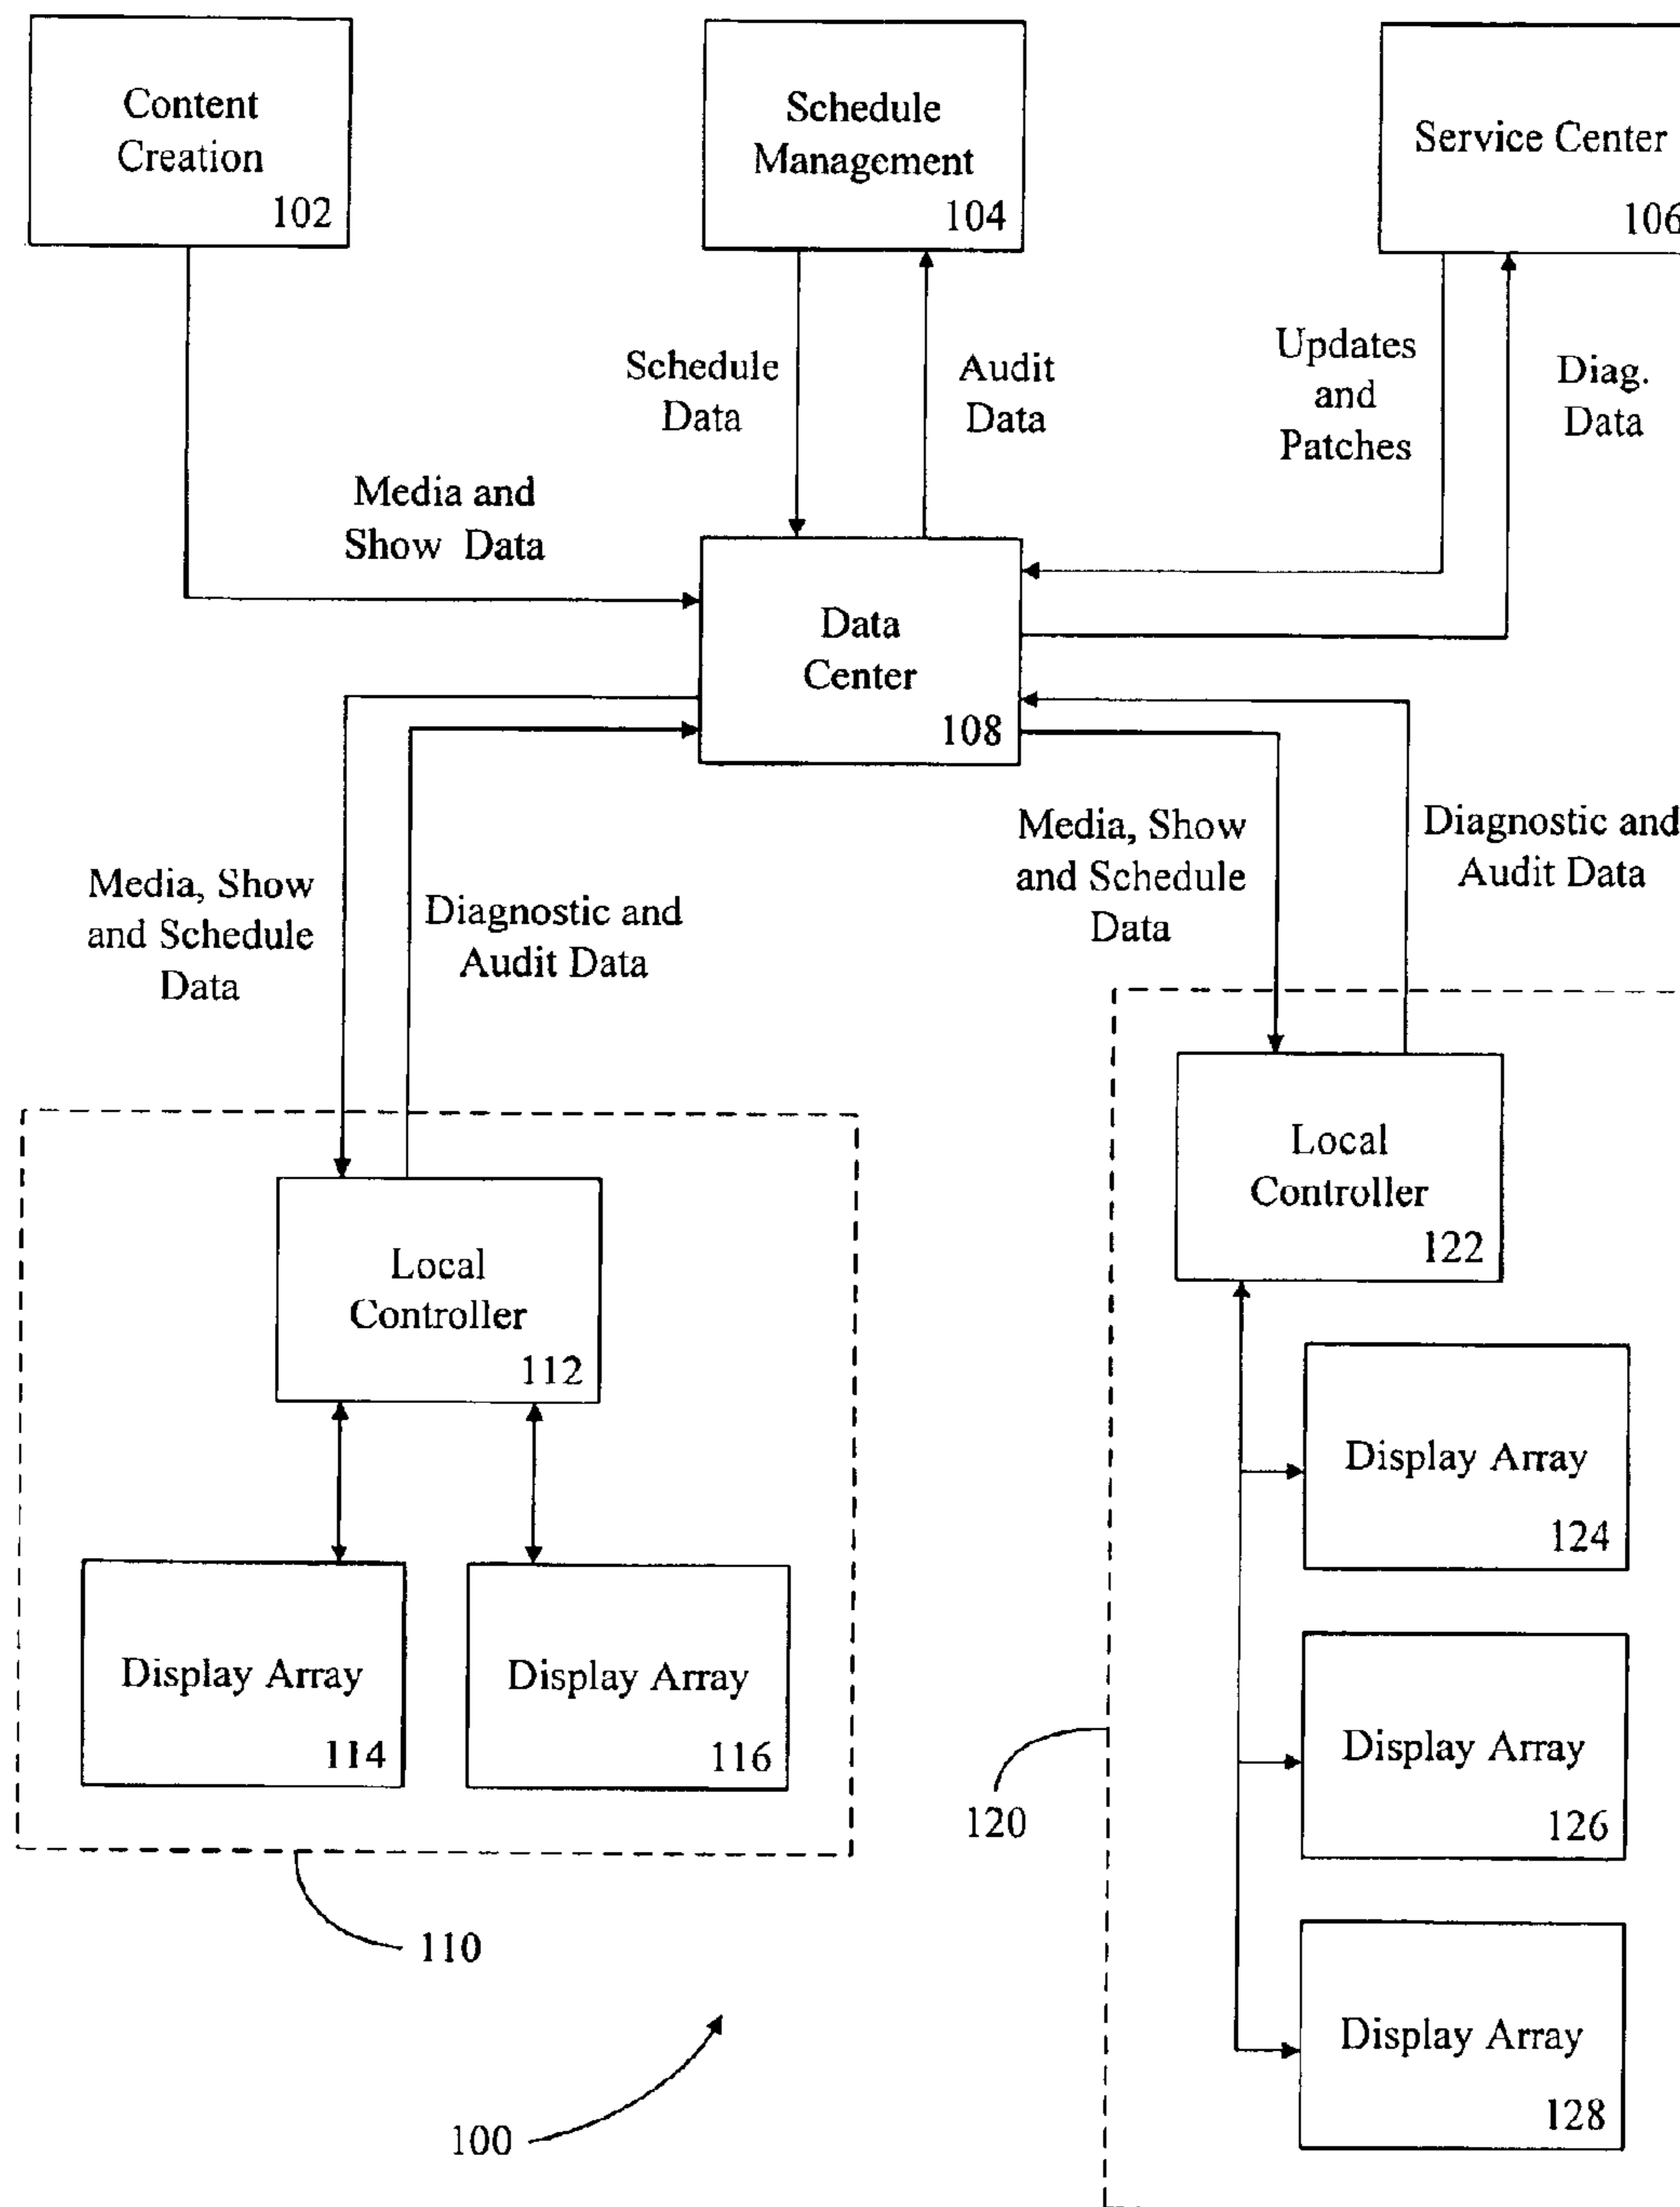 Content
Creation
102
Schedule
Management
104
Service Center
106
Schedule
Data
Audit
Data
Updates
and
Patches
Diag.
Data
Media and
Show Data
Data
Center
108
Media, Show
and Schedule
Data
Diagnostic and
Audit Data
Media, Show
and Schedule
Data
Diagnostic and
Audit Data
Local
Controller
112
Display Array
114
Display Array
116
110
Local
Controller
122
Display Array
124
Display Array
126
Display Array
128
120
100